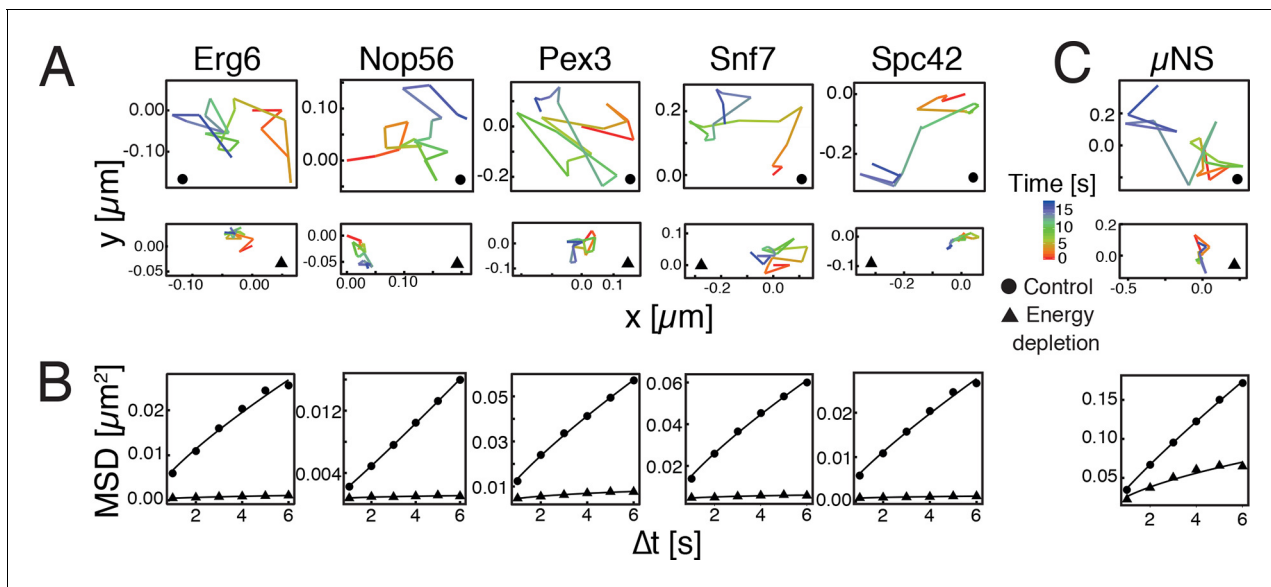 A
Erg6
Nop56
Pex3
Snf7
Spc42
C
µNS
0.00
-0.10
0.10
0.00
0.0
-0.2
0.2
0.0
0.0
-0.2
0.2
0.0
y [µm]
Time [s]
15
10
5
0
0.00
-0.05
0.00
-0.05
0.0
-0.1
0.1
0.0
0.0
-0.1
0.2
0.0
-0.10
0.00
0.00
0.10
0.0
0.1
-0.2
0.0
-0.2
0.0
-0.5
0.0
x [µm]
Control
Energy
depletion
B
MSD [µm²]
0.02
0.01
0.00
0.012
0.004
0.05
0.03
0.01
0.06
0.04
0.02
0.02
0.01
0.00
0.15
0.10
0.05
2 4 6
2 4 6
2 4 6
2 4 6
2 4 6
2 4 6
Δt [s]